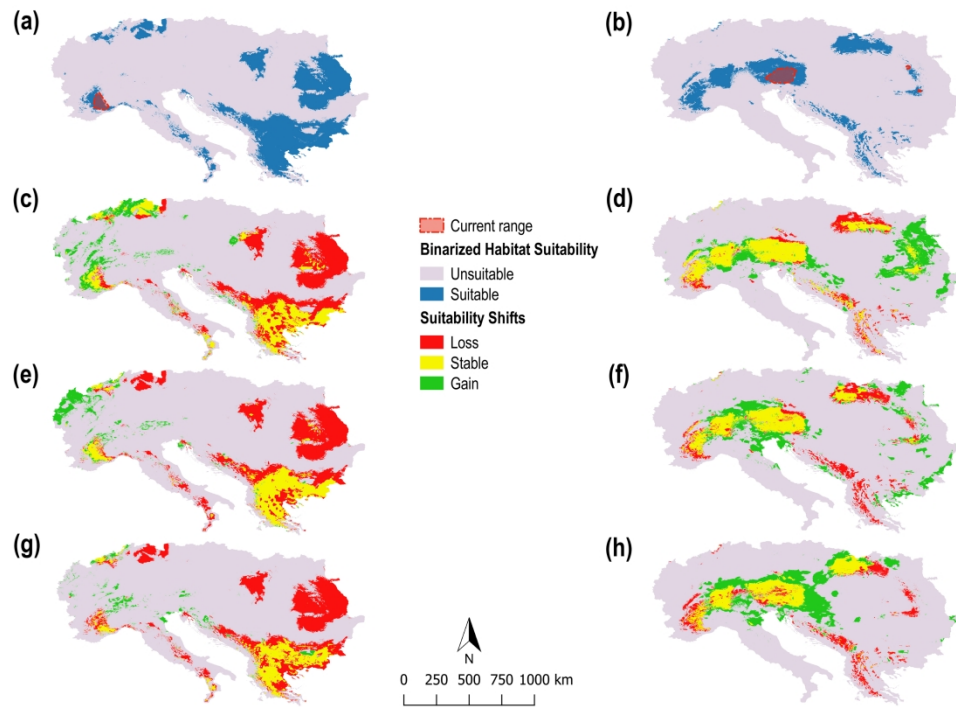 (a)
(b)
(c)
(d)
Current range
Binarized Habitat Suitability
Unsuitable
Suitable
Suitability Shifts
Loss
Stable
Gain
(e)
(f)
(g)
(h)
N
0 250 500 750 1000 km